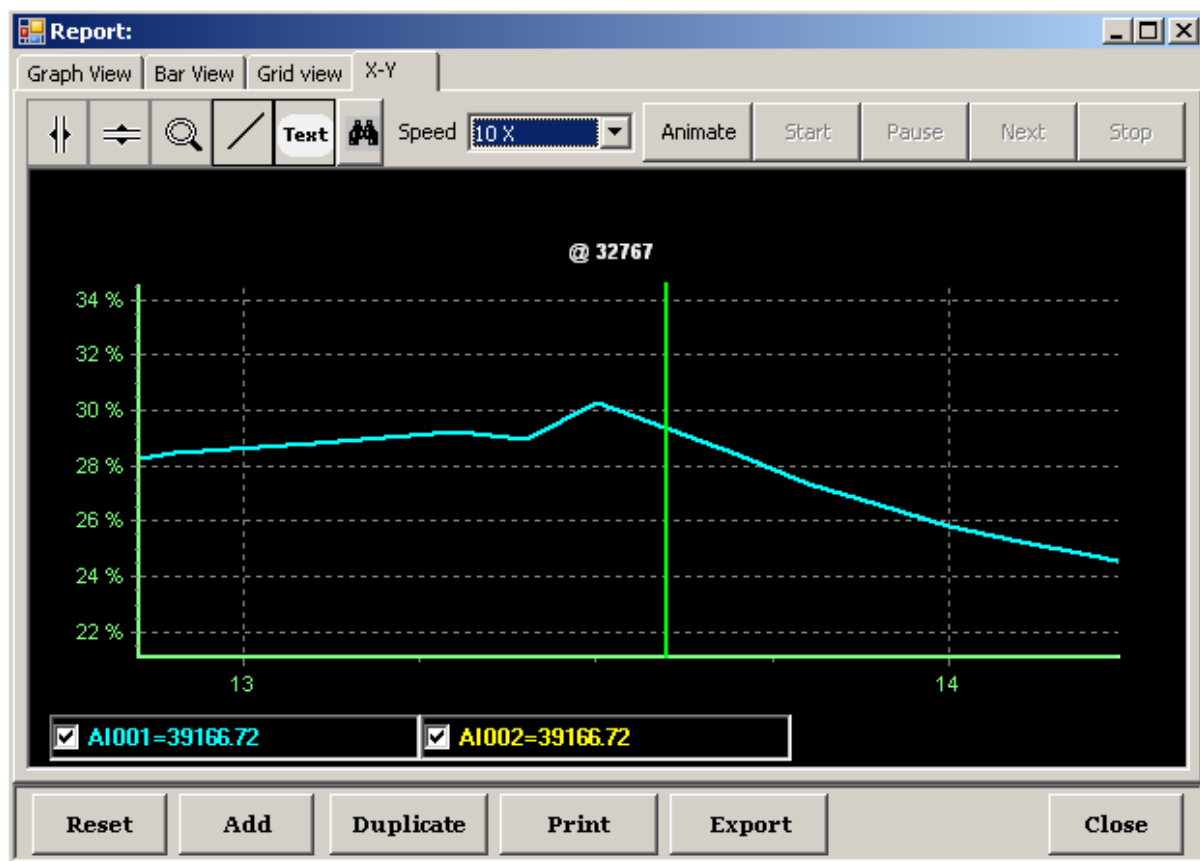 Report:
Graph View Bar View Grid view X-Y
Text Speed 10 X Animate Start Pause Next Stop
@ 32767
34 %
32 %
30 %
28 %
26 %
24 %
22 %
13 14
AI001=39166.72 AI002=39166.72
Reset Add Duplicate Print Export Close